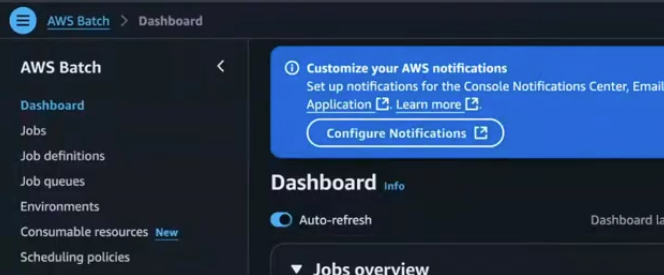 AWS Batch > Dashboard
AWS Batch
Dashboard
Jobs
Job definitions
Job queues
Environments
Consumable resources New
Scheduling policies
Customize your AWS notifications
Set up notifications for the Console Notifications Center, Email
Application. Learn more.
Configure Notifications
Dashboard Info
Auto-refresh
Dashboard
Jobs overview